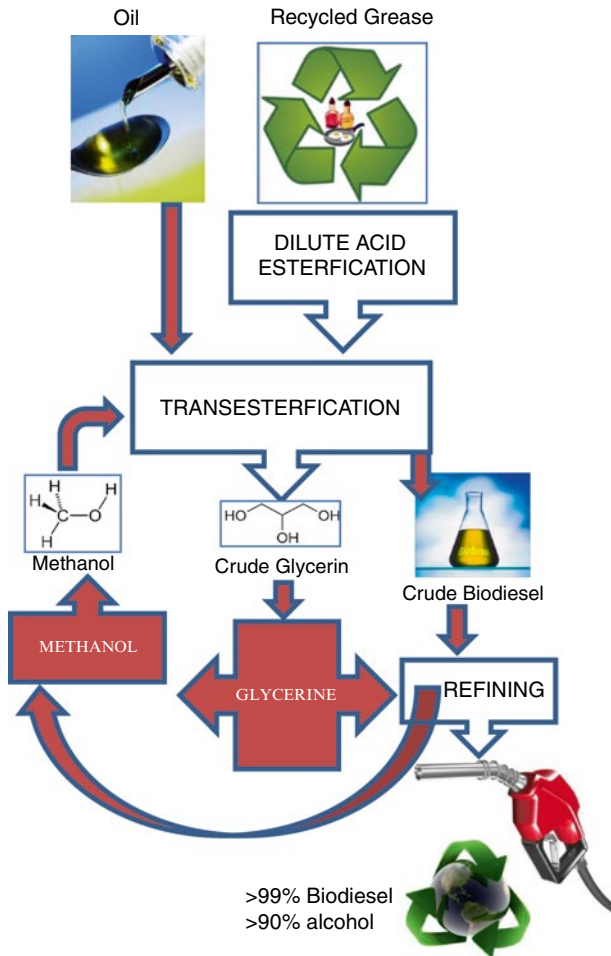 Oil
Recycled Grease
DILUTE ACID
ESTERFICATION
TRANSESTERFICATION
H
H
H
C
O
H
Methanol
HO
OH
OH
Crude Glycerin
Crude Biodiesel
METHANOL
GLYCERINE
REFINING
>99% Biodiesel
>90% alcohol